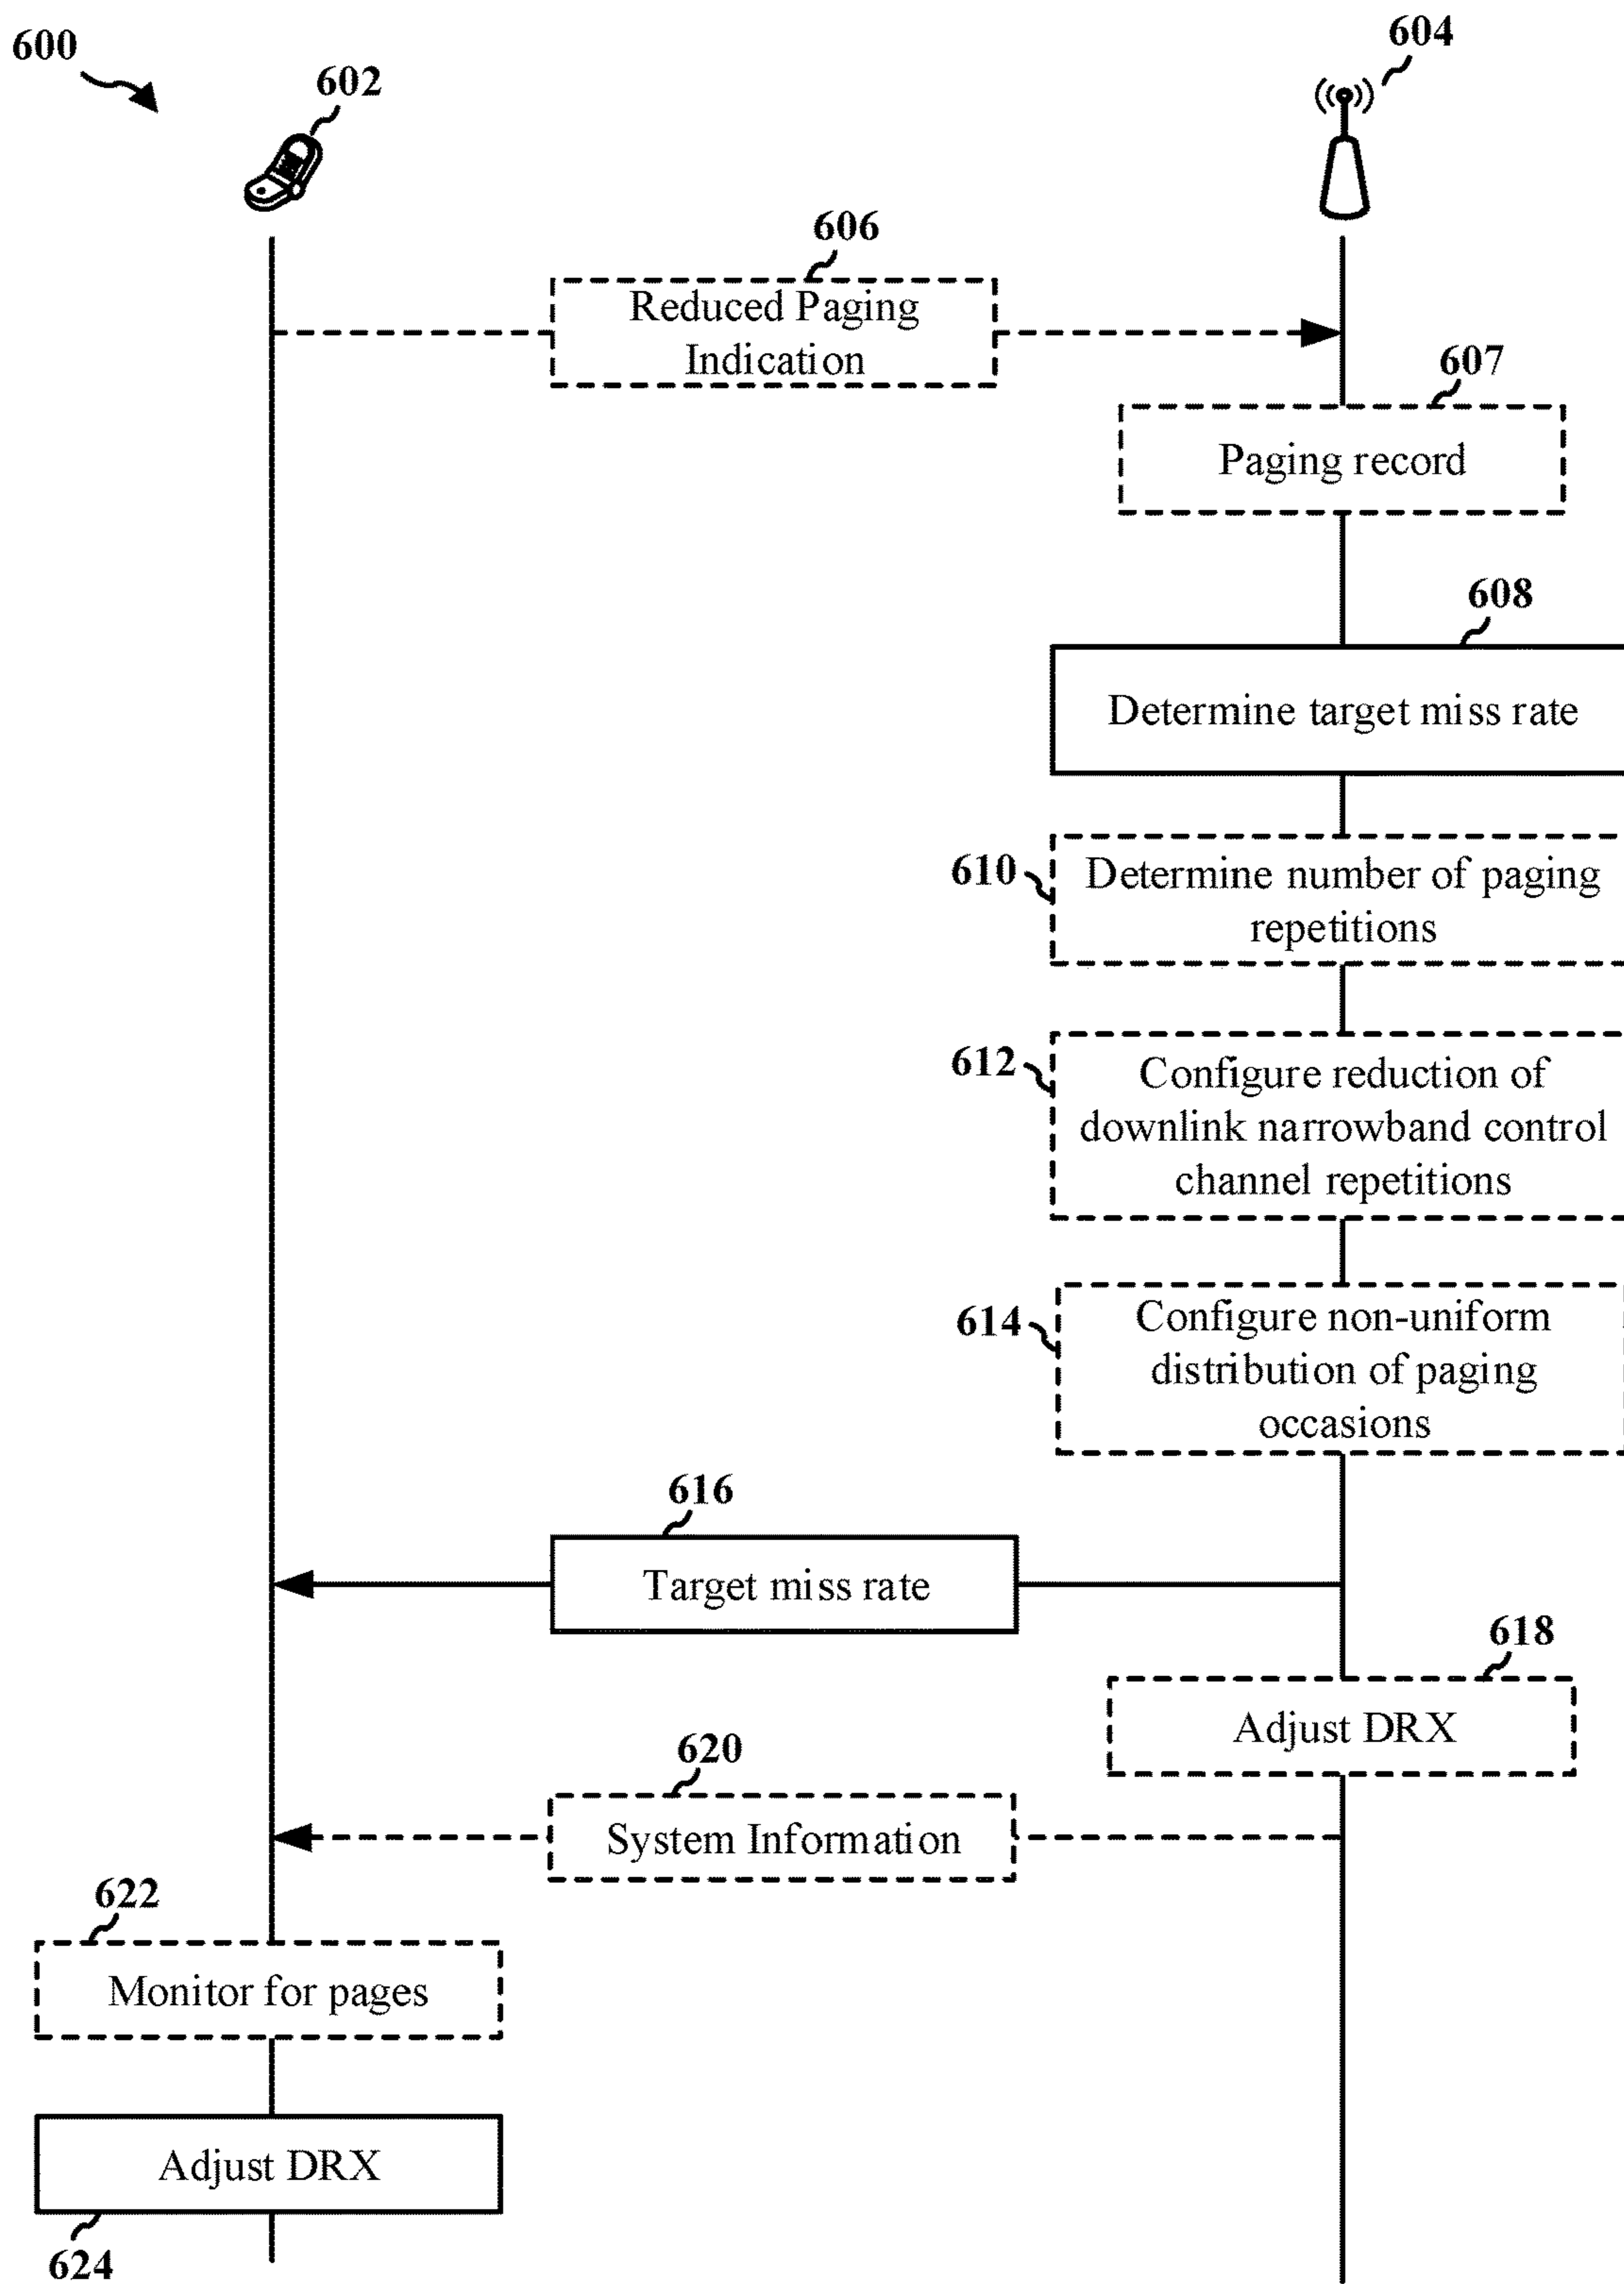 600
602
604
606
Reduced Paging
Indication
607
Paging record
608
Determine target miss rate
610
Determine number of paging
repetitions
612
Configure reduction of
downlink narrowband control
channel repetitions
614
Configure non-uniform
distribution of paging
occasions
616
Target miss rate
618
Adjust DRX
620
System Information
622
Monitor for pages
Adjust DRX
624